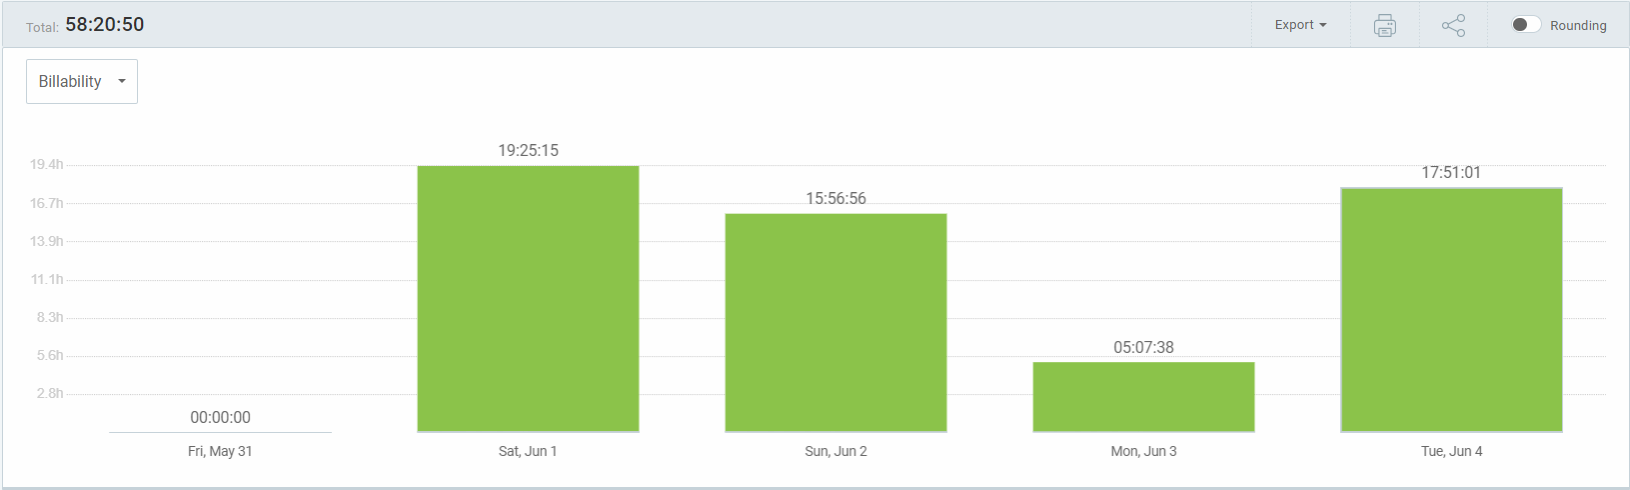 Total: 58:20:50 Export Rounding
Billability
19:25:15
19.4h
17:51:01
16.7h
15:56:56
13.9h
11.1h
8.3h
05:07:38
5.6h
2.8h
00:00:00
Fri, May 31 Sat, Jun 1 Sun, Jun 2 Mon, Jun 3 Tue, Jun 4